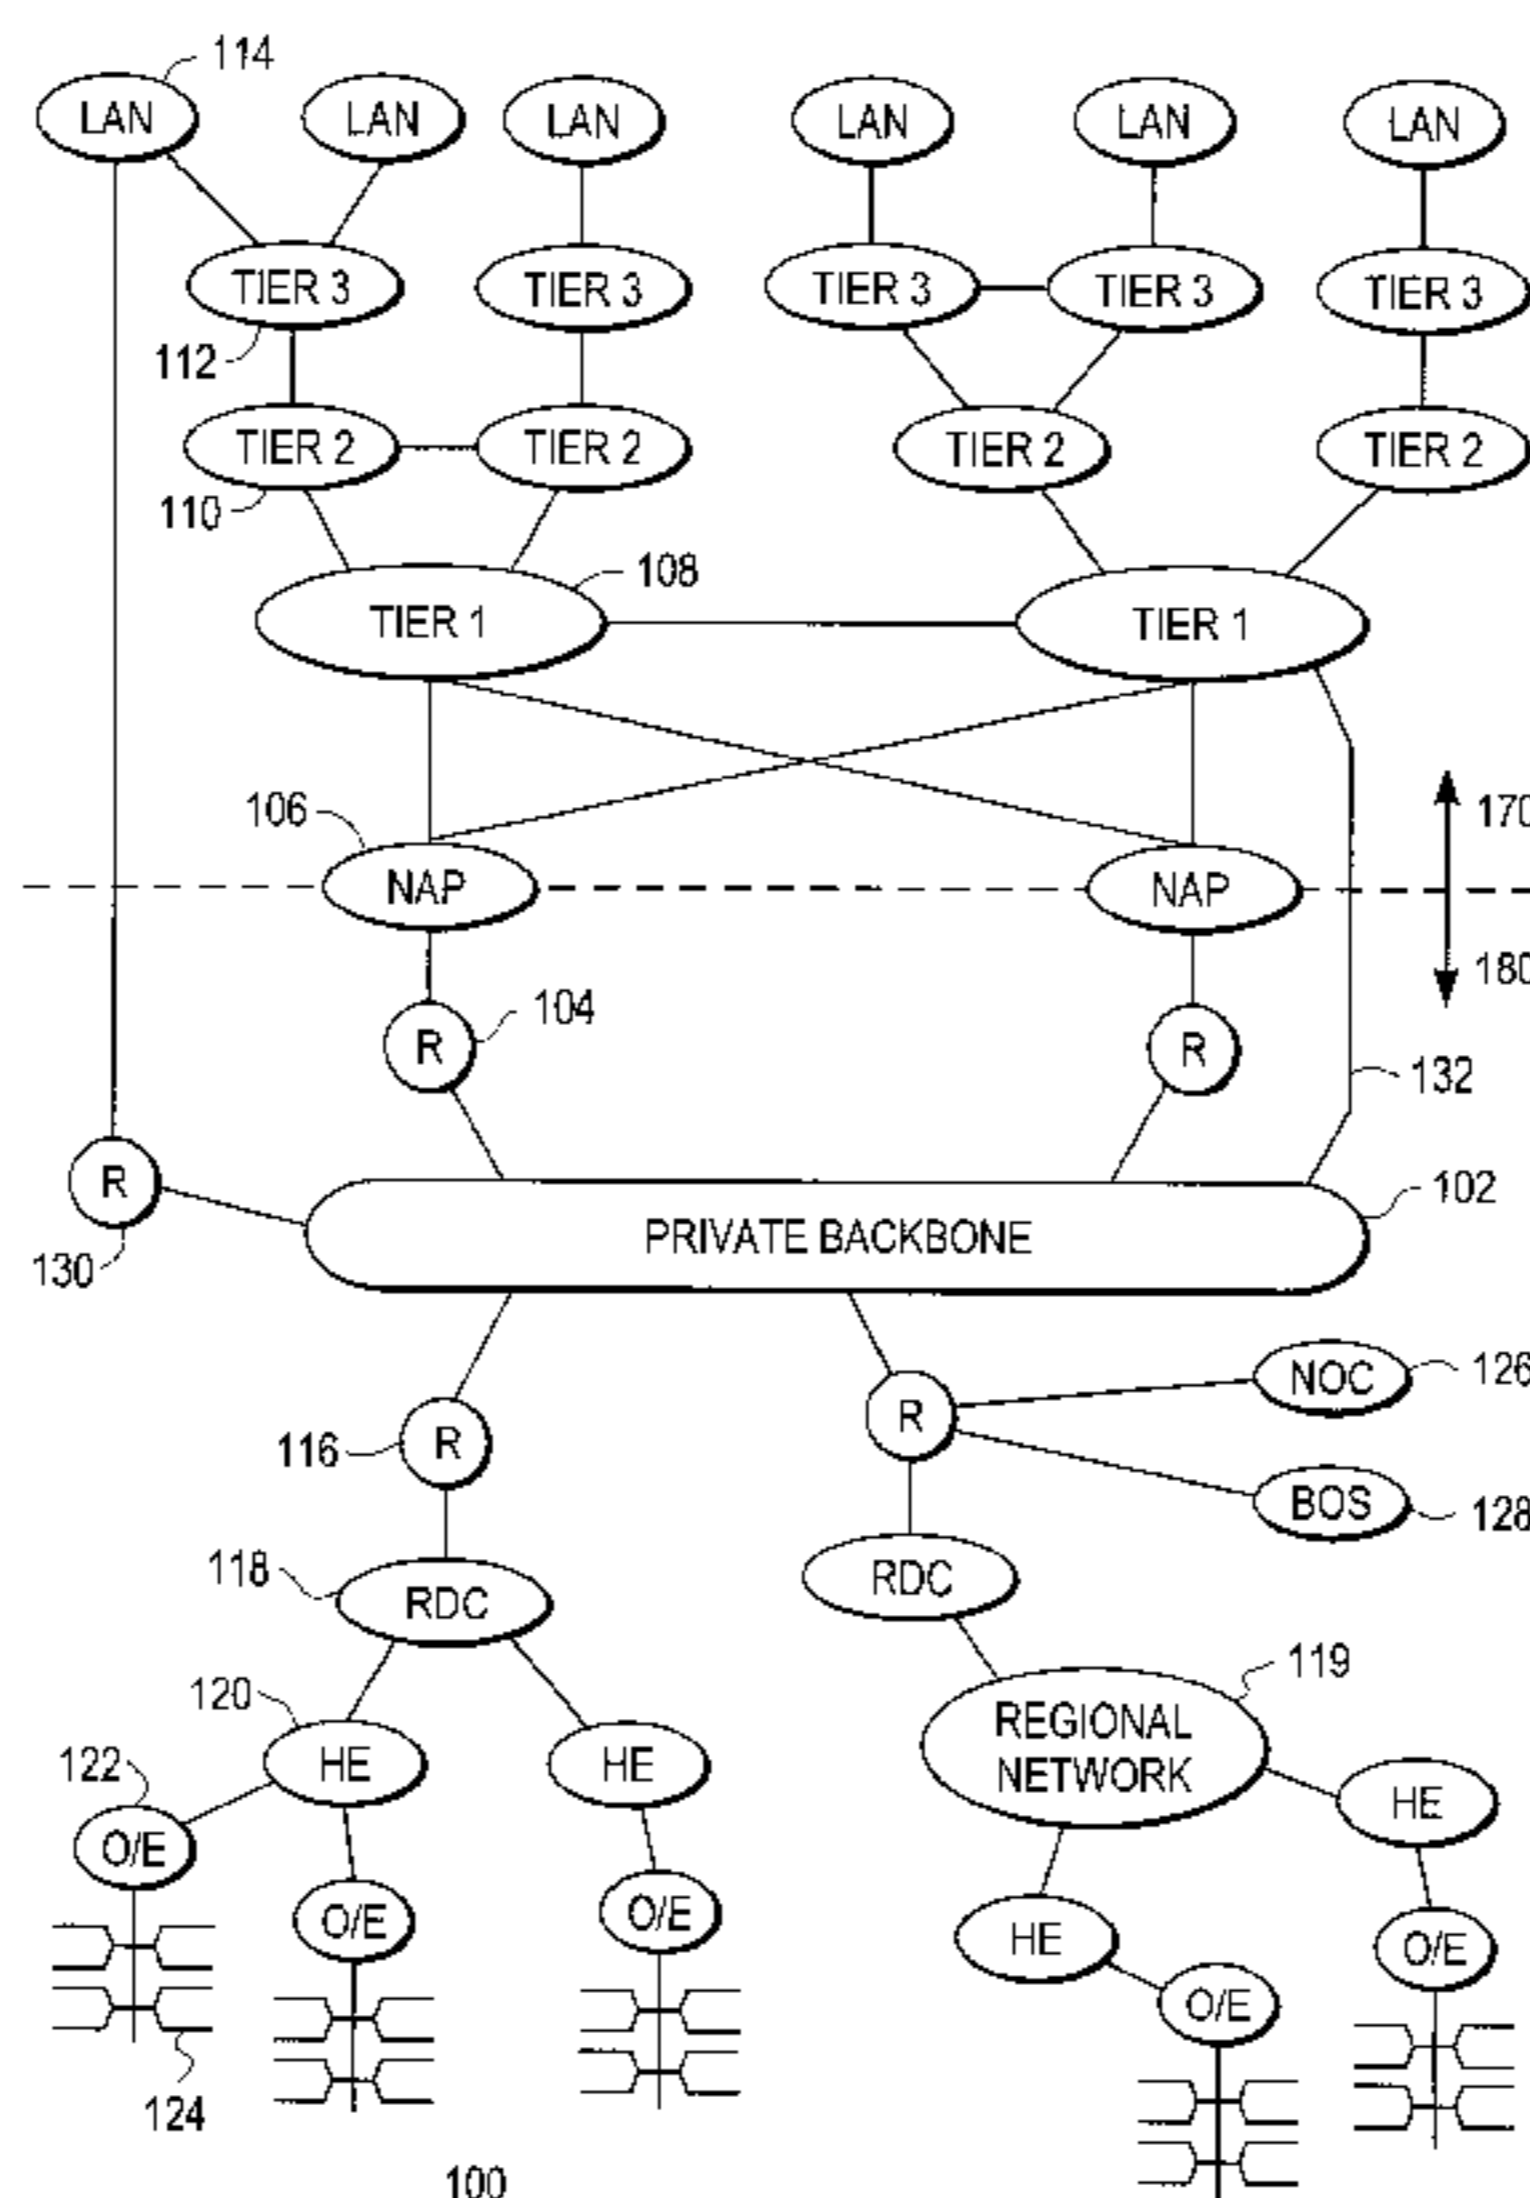 114
LAN LAN LAN LAN LAN LAN
TIER 3 TIER 3 TIER 3 TIER 3 TIER 3
112
TIER 2 TIER 2 TIER 2 TIER 2
110
108
TIER 1 TIER 1
106
170
NAP NAP
180
104
R R
132
R
102
PRIVATE BACKBONE
130
NOC 126
R
116 R
BOS 128
118
RDC
RDC
119
120
REGIONAL
NETWORK
122
HE HE
HE
O/E
O/E
O/E
HE
O/E
O/E
124
100